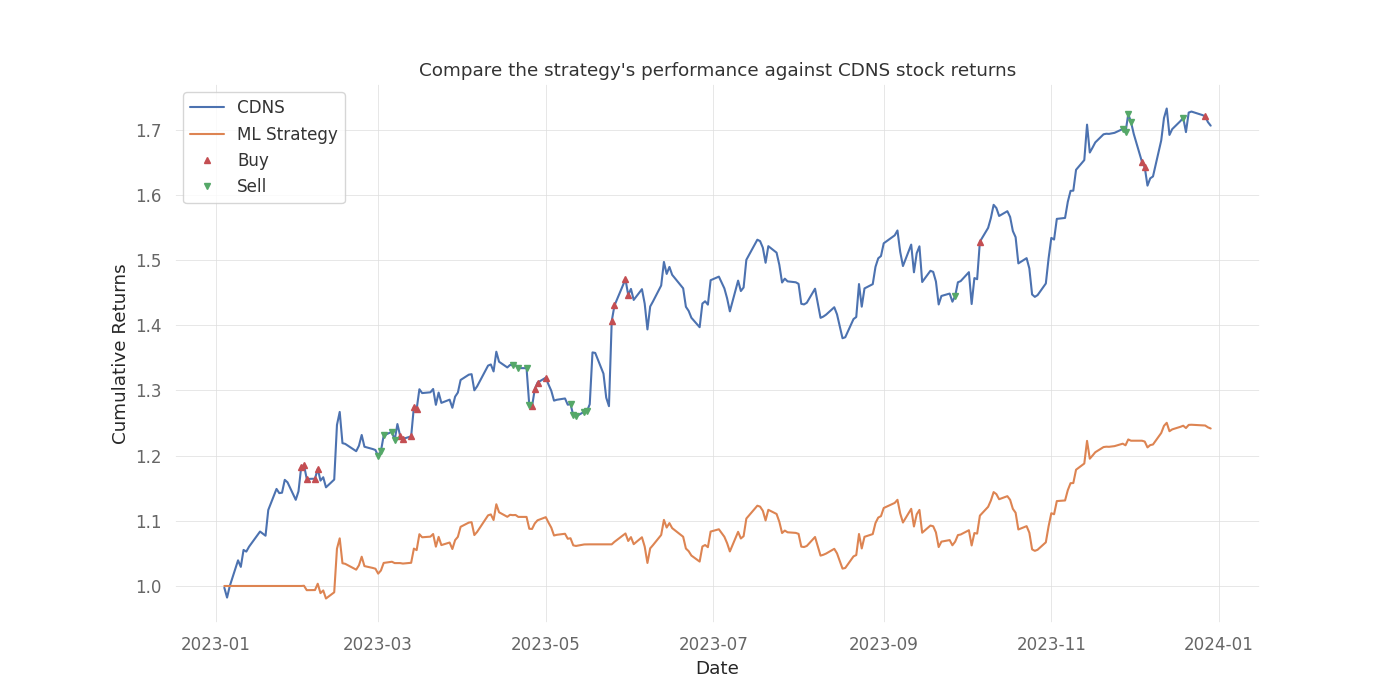 Compare the strategy's performance against CDNS stock returns
CDNS
ML Strategy
Buy
Sell
1.7
1.6
1.5
1.4
1.3
1.2
1.1
1.0
Cumulative Returns
2023-01
2023-03
2023-05
2023-07
2023-09
2023-11
2024-01
Date